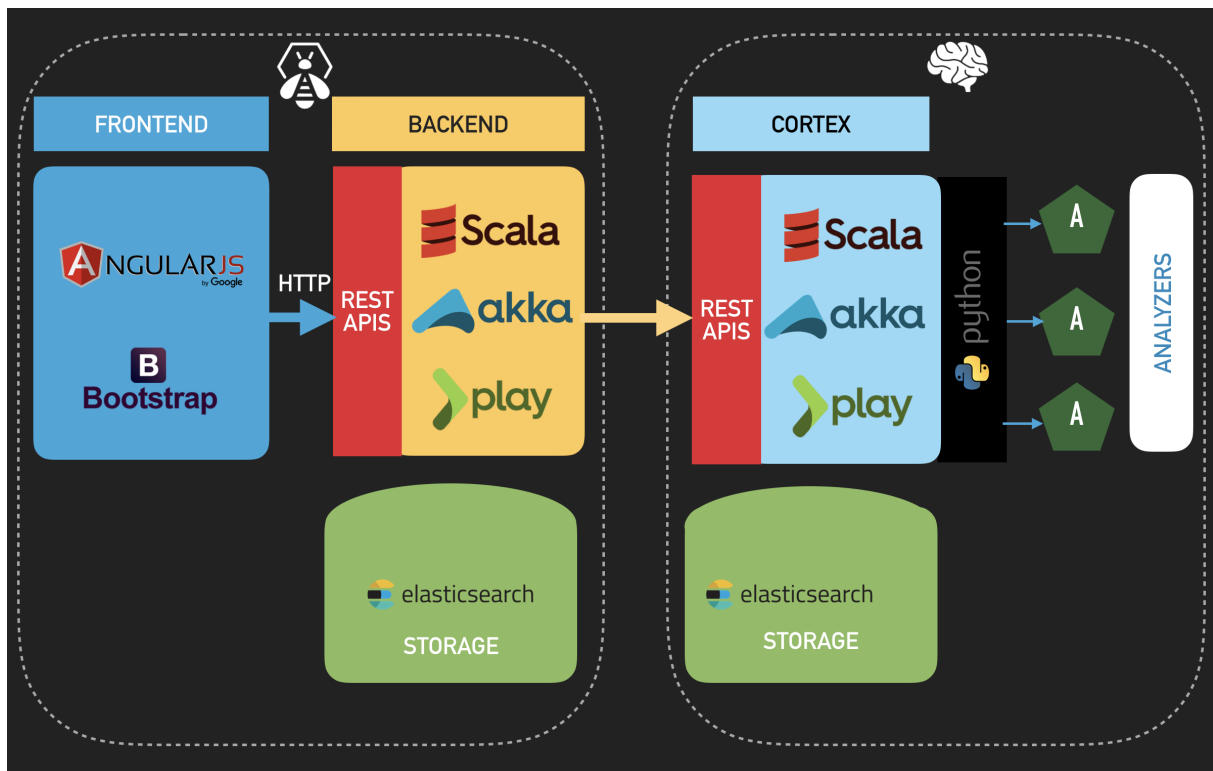 FRONTEND
BACKEND
CORTEX
ANGULARJS
by Google
B
Bootstrap
HTTP
REST
APIS
Scala
akka
play
REST
APIS
Scala
akka
play
python
A
A
A
ANALYZERS
elasticsearch
STORAGE
elasticsearch
STORAGE